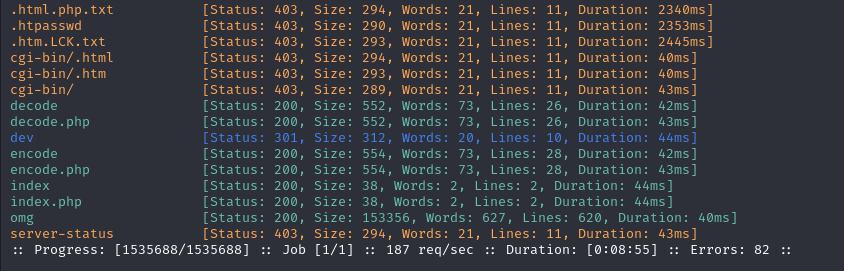 .html.php.txt [Status: 403, Size: 294, Words: 21, Lines: 11, Duration: 2340ms]
.htpasswd [Status: 403, Size: 290, Words: 21, Lines: 11, Duration: 2353ms]
.htm.LCK.txt [Status: 403, Size: 293, Words: 21, Lines: 11, Duration: 2445ms]
cgi-bin/.html [Status: 403, Size: 294, Words: 21, Lines: 11, Duration: 40ms]
cgi-bin/.htm [Status: 403, Size: 293, Words: 21, Lines: 11, Duration: 40ms]
cgi-bin/ [Status: 403, Size: 289, Words: 21, Lines: 11, Duration: 43ms]
decode [Status: 200, Size: 552, Words: 73, Lines: 26, Duration: 42ms]
decode.php [Status: 200, Size: 552, Words: 73, Lines: 26, Duration: 43ms]
dev [Status: 301, Size: 312, Words: 20, Lines: 10, Duration: 44ms]
encode [Status: 200, Size: 554, Words: 73, Lines: 28, Duration: 42ms]
encode.php [Status: 200, Size: 554, Words: 73, Lines: 28, Duration: 43ms]
index [Status: 200, Size: 38, Words: 2, Lines: 2, Duration: 44ms]
index.php [Status: 200, Size: 38, Words: 2, Lines: 2, Duration: 44ms]
omg [Status: 200, Size: 153356, Words: 627, Lines: 620, Duration: 40ms]
server-status [Status: 403, Size: 294, Words: 21, Lines: 11, Duration: 43ms]
:: Progress: [1535688/1535688] :: Job [1/1] :: 187 req/sec :: Duration: [0:08:55] :: Errors: 82 ::